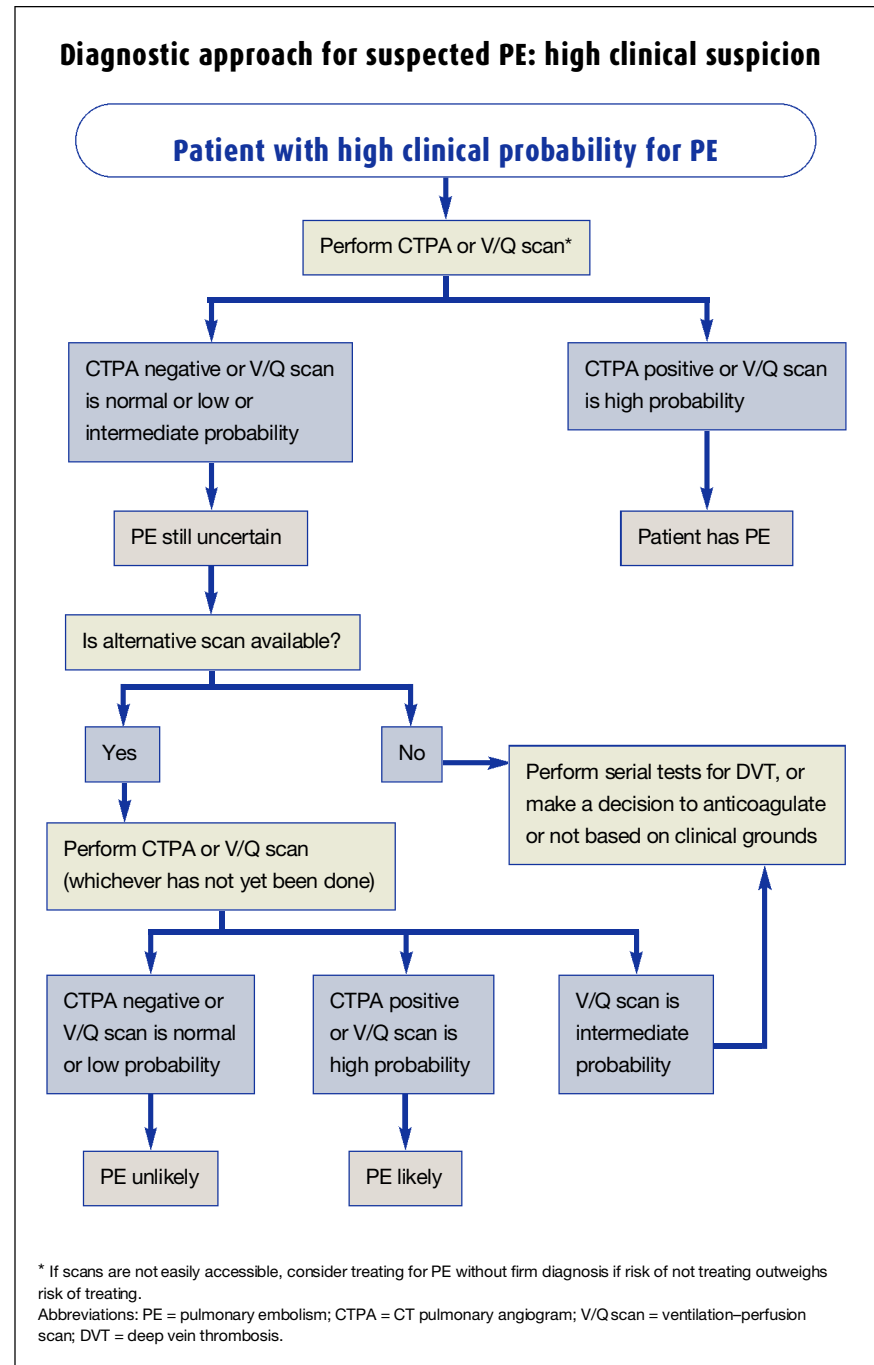 Diagnostic approach for suspected PE: high clinical suspicion
Patient with high clinical probability for PE
Perform CTPA or V/Q scan*
CTPA negative or V/Q scan
is normal or low or
intermediate probability
CTPA positive or V/Q scan
is high probability
PE still uncertain
Patient has PE
Is alternative scan available?
Yes
No
Perform serial tests for DVT, or
make a decision to anticoagulate
or not based on clinical grounds
Perform CTPA or V/Q scan
(whichever has not yet been done)
CTPA negative or
V/Q scan is normal
or low probability
CTPA positive
or V/Q scan is
high probability
V/Q scan is
intermediate
probability
PE unlikely
PE likely
* If scans are not easily accessible, consider treating for PE without firm diagnosis if risk of not treating outweighs
risk of treating.
Abbreviations: PE = pulmonary embolism; CTPA = CT pulmonary angiogram; V/Q scan = ventilation–perfusion
scan; DVT = deep vein thrombosis.